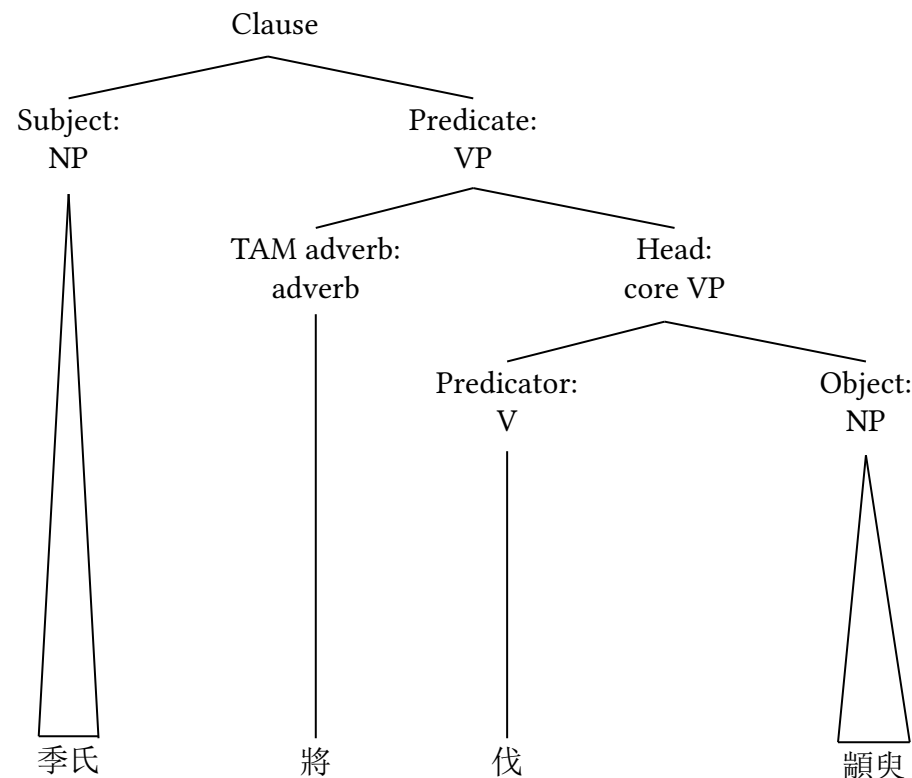 Clause
Subject:
NP
Predicate:
VP
TAM adverb:
adverb
Head:
core VP
Predicator:
V
Object:
NP
季氏
將
伐
顓臾